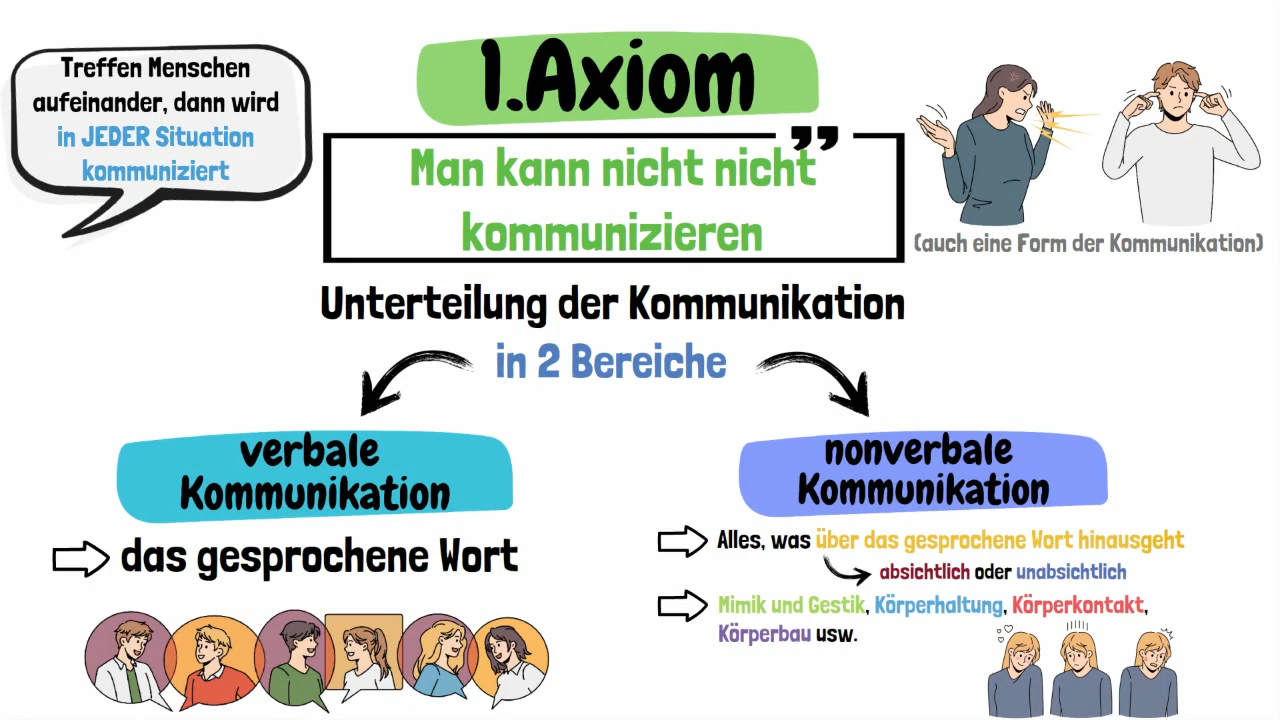 1.Axiom
Treffen Menschen
aufeinander, dann wird
in JEDER Situation
kommuniziert
”
Man kann nicht nicht
kommunizieren
(auch eine Form der Kommunikation)
Unterteilung der Kommunikation
in 2 Bereiche
verbale
Kommunikation
das gesprochene Wort
nonverbale
Kommunikation
Alles, was über das gesprochene Wort hinausgeht
absichtlich oder unabsichtlich
Mimik und Gestik, Körperhaltung, Körperkontakt,
Körperbau usw.